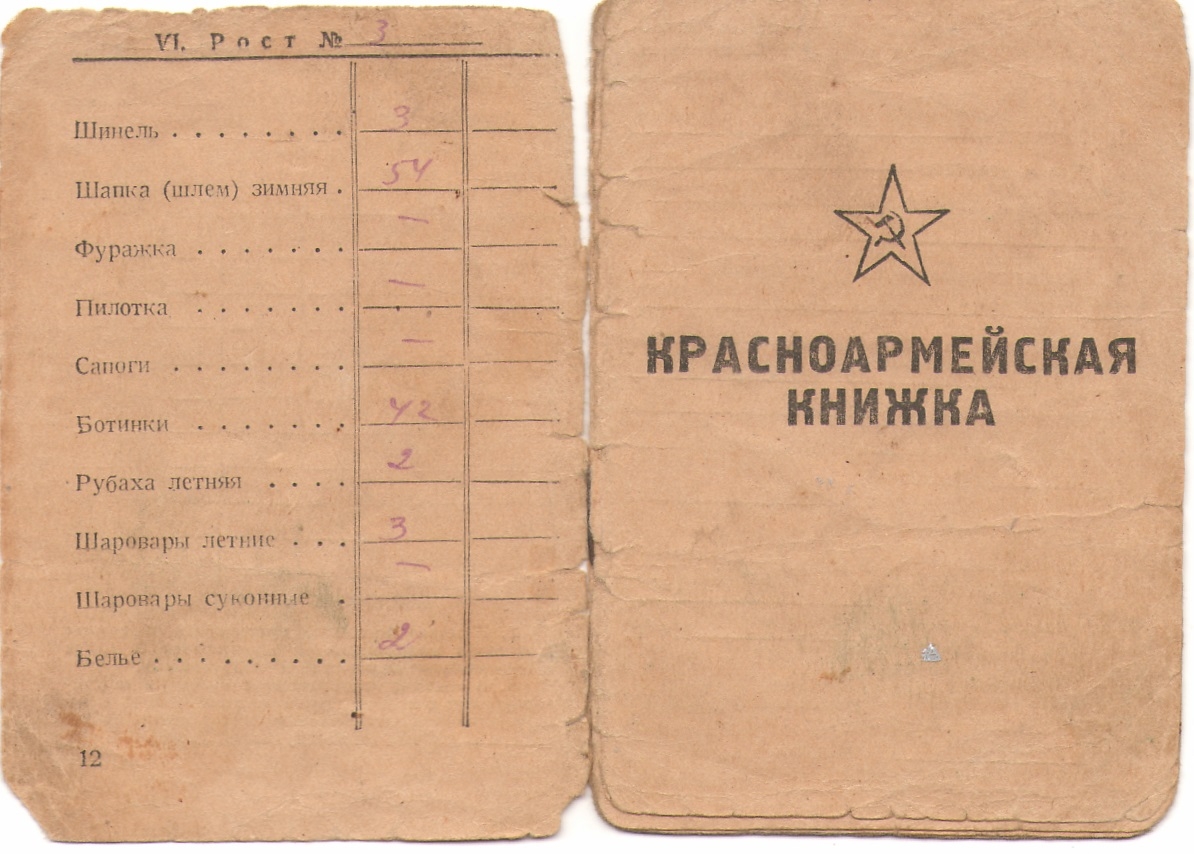 VI. Рост № 3
Шинель . . . . . . . . 3
Шапка (шлем) зимняя . 54
Фуражка . . . . . . . —
Пилотка . . . . . . . —
Сапоги . . . . . . . . —
Ботинки . . . . . . . 42
Рубаха летняя . . . . 2
Шаровары летние . . . 3
Шаровары суконные . —
Белье . . . . . . . . . 2
12
КРАСНОАРМЕЙСКАЯ
КНИЖКА